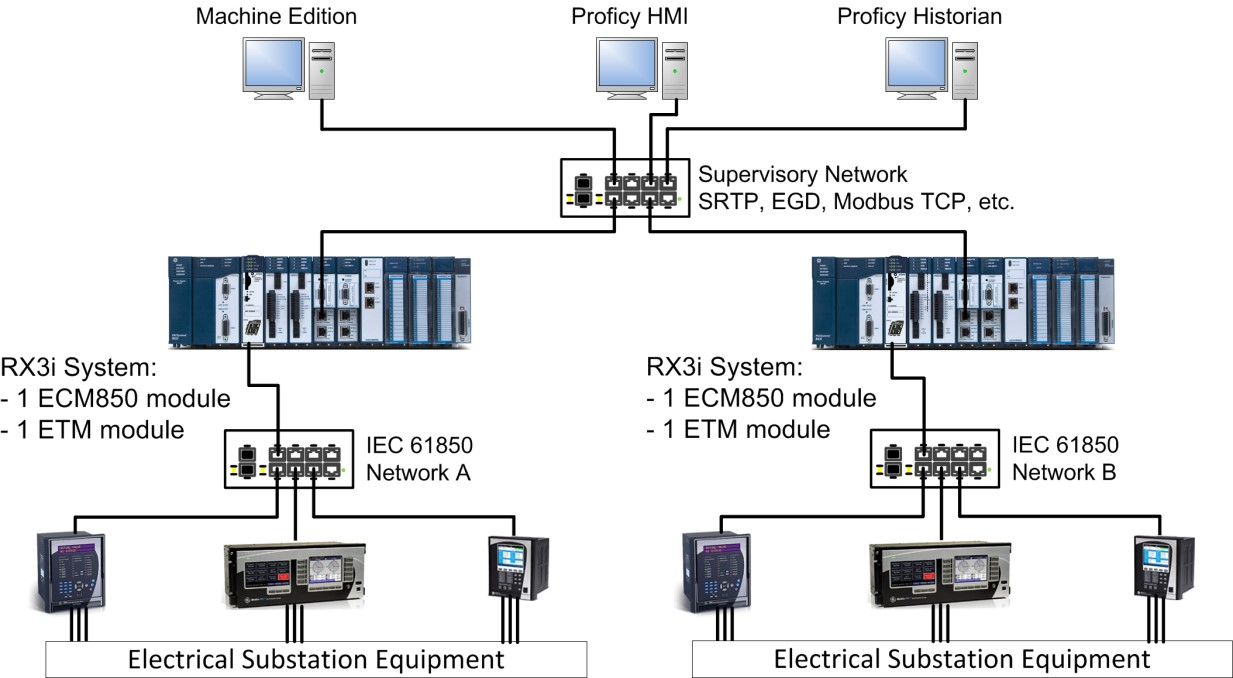 Machine Edition
Proficy HMI
Proficy Historian
Supervisory Network
SRTP, EGD, Modbus TCP, etc.
RX3i System:
- 1 ECM850 module
- 1 ETM module
RX3i System:
- 1 ECM850 module
- 1 ETM module
IEC 61850
Network A
IEC 61850
Network B
Electrical Substation Equipment
Electrical Substation Equipment